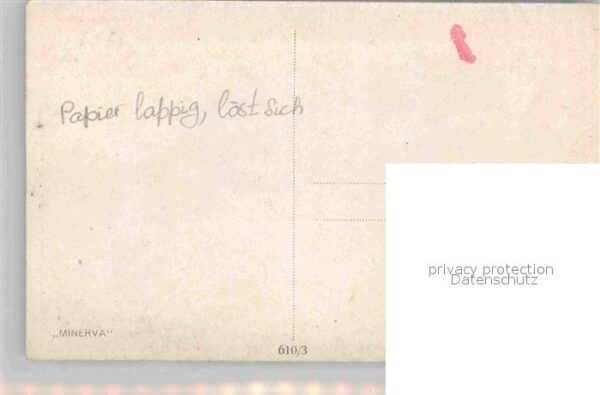 Papier lappig, löst sich
privacy protection
Datenschutz
„MINERVA"
610/3